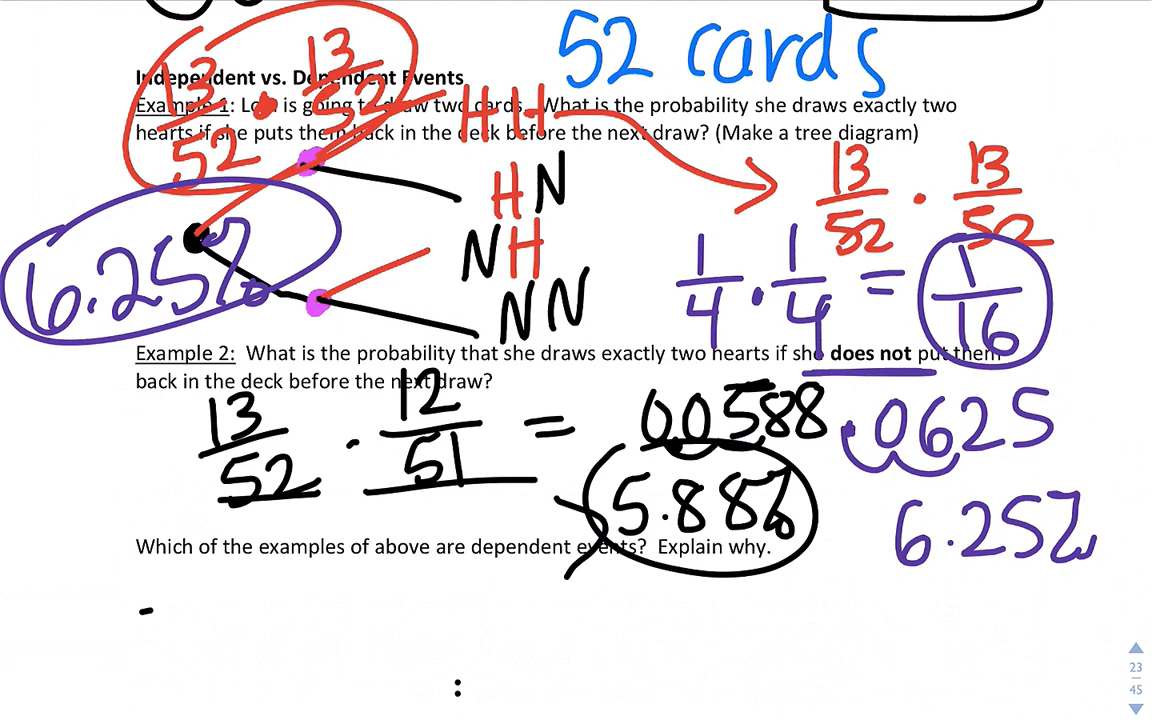 52 cards
Independent vs. Dependent Events
Example 1: Lola is going to draw two cards. What is the probability she draws exactly two
hearts if she puts them back in the deck before the next draw? (Make a tree diagram)
13/52 · 13/52
HH
HN
NH
NN
13/52 · 13/52
1/4 · 1/4 = 1/16
6.25%
Example 2: What is the probability that she draws exactly two hearts if she does not put them
back in the deck before the next draw?
13/52 · 12/51 = 0.0588
5.88%
.0625
6.25%
Which of the examples of above are dependent events? Explain why.
-
:
23
45